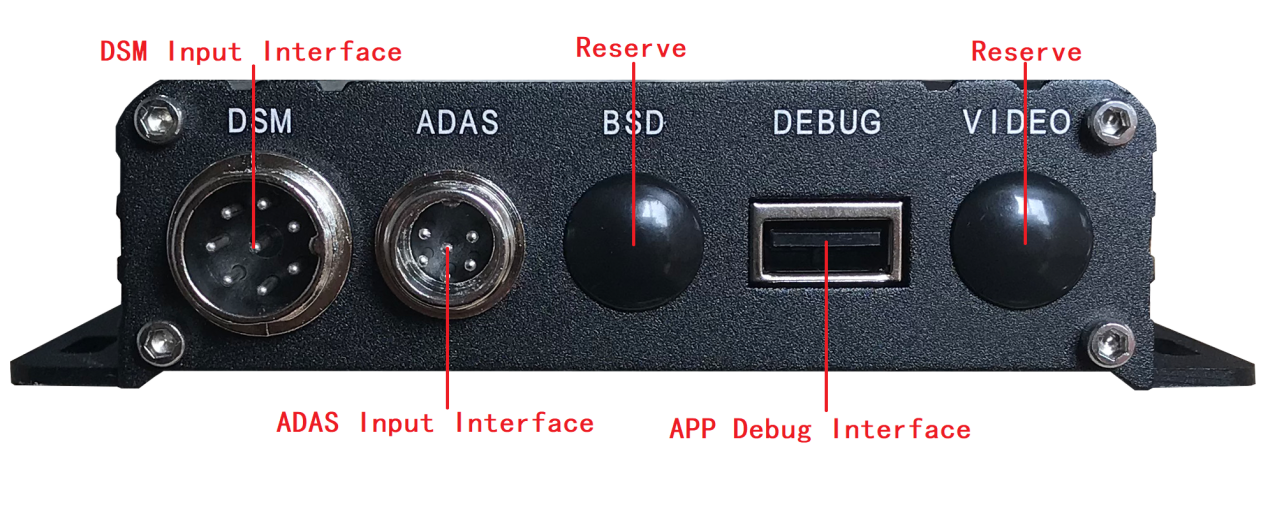 DSM Input Interface
Reserve
Reserve
DSM
ADAS
BSD
DEBUG
VIDEO
ADAS Input Interface
APP Debug Interface